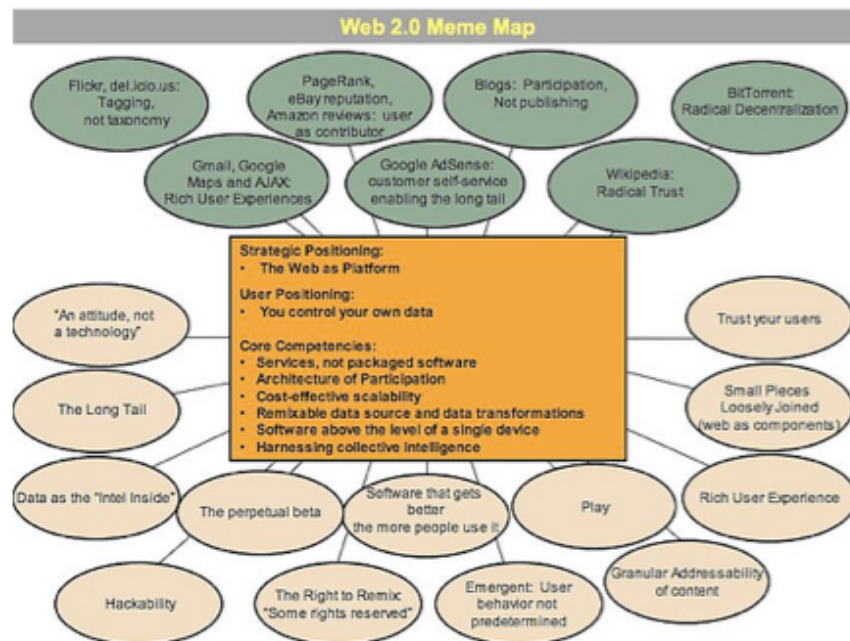 Web 2.0 Meme Map
Flickr, del.icio.us:
Tagging,
not taxonomy
PageRank,
eBay reputation,
Amazon reviews: user
as contributor
Blogs: Participation,
Not publishing
BitTorrent:
Radical Decentralization
Gmail, Google
Maps and AJAX:
Rich User Experiences
Google AdSense:
customer self-service
enabling the long tail
Wikipedia:
Radical Trust
Strategic Positioning:
• The Web as Platform
User Positioning:
• You control your own data
Core Competencies:
• Services, not packaged software
• Architecture of Participation
• Cost-effective scalability
• Remixable data source and data transformations
• Software above the level of a single device
• Harnessing collective intelligence
"An attitude, not
a technology"
Trust your users
The Long Tail
Small Pieces
Loosely Joined
(web as components)
Data as the "Intel Inside"
The perpetual beta
Software that gets
better
the more people use it
Play
Rich User Experience
Hackability
The Right to Remix:
"Some rights reserved"
Emergent: User
behavior not
predetermined
Granular Addressability
of content